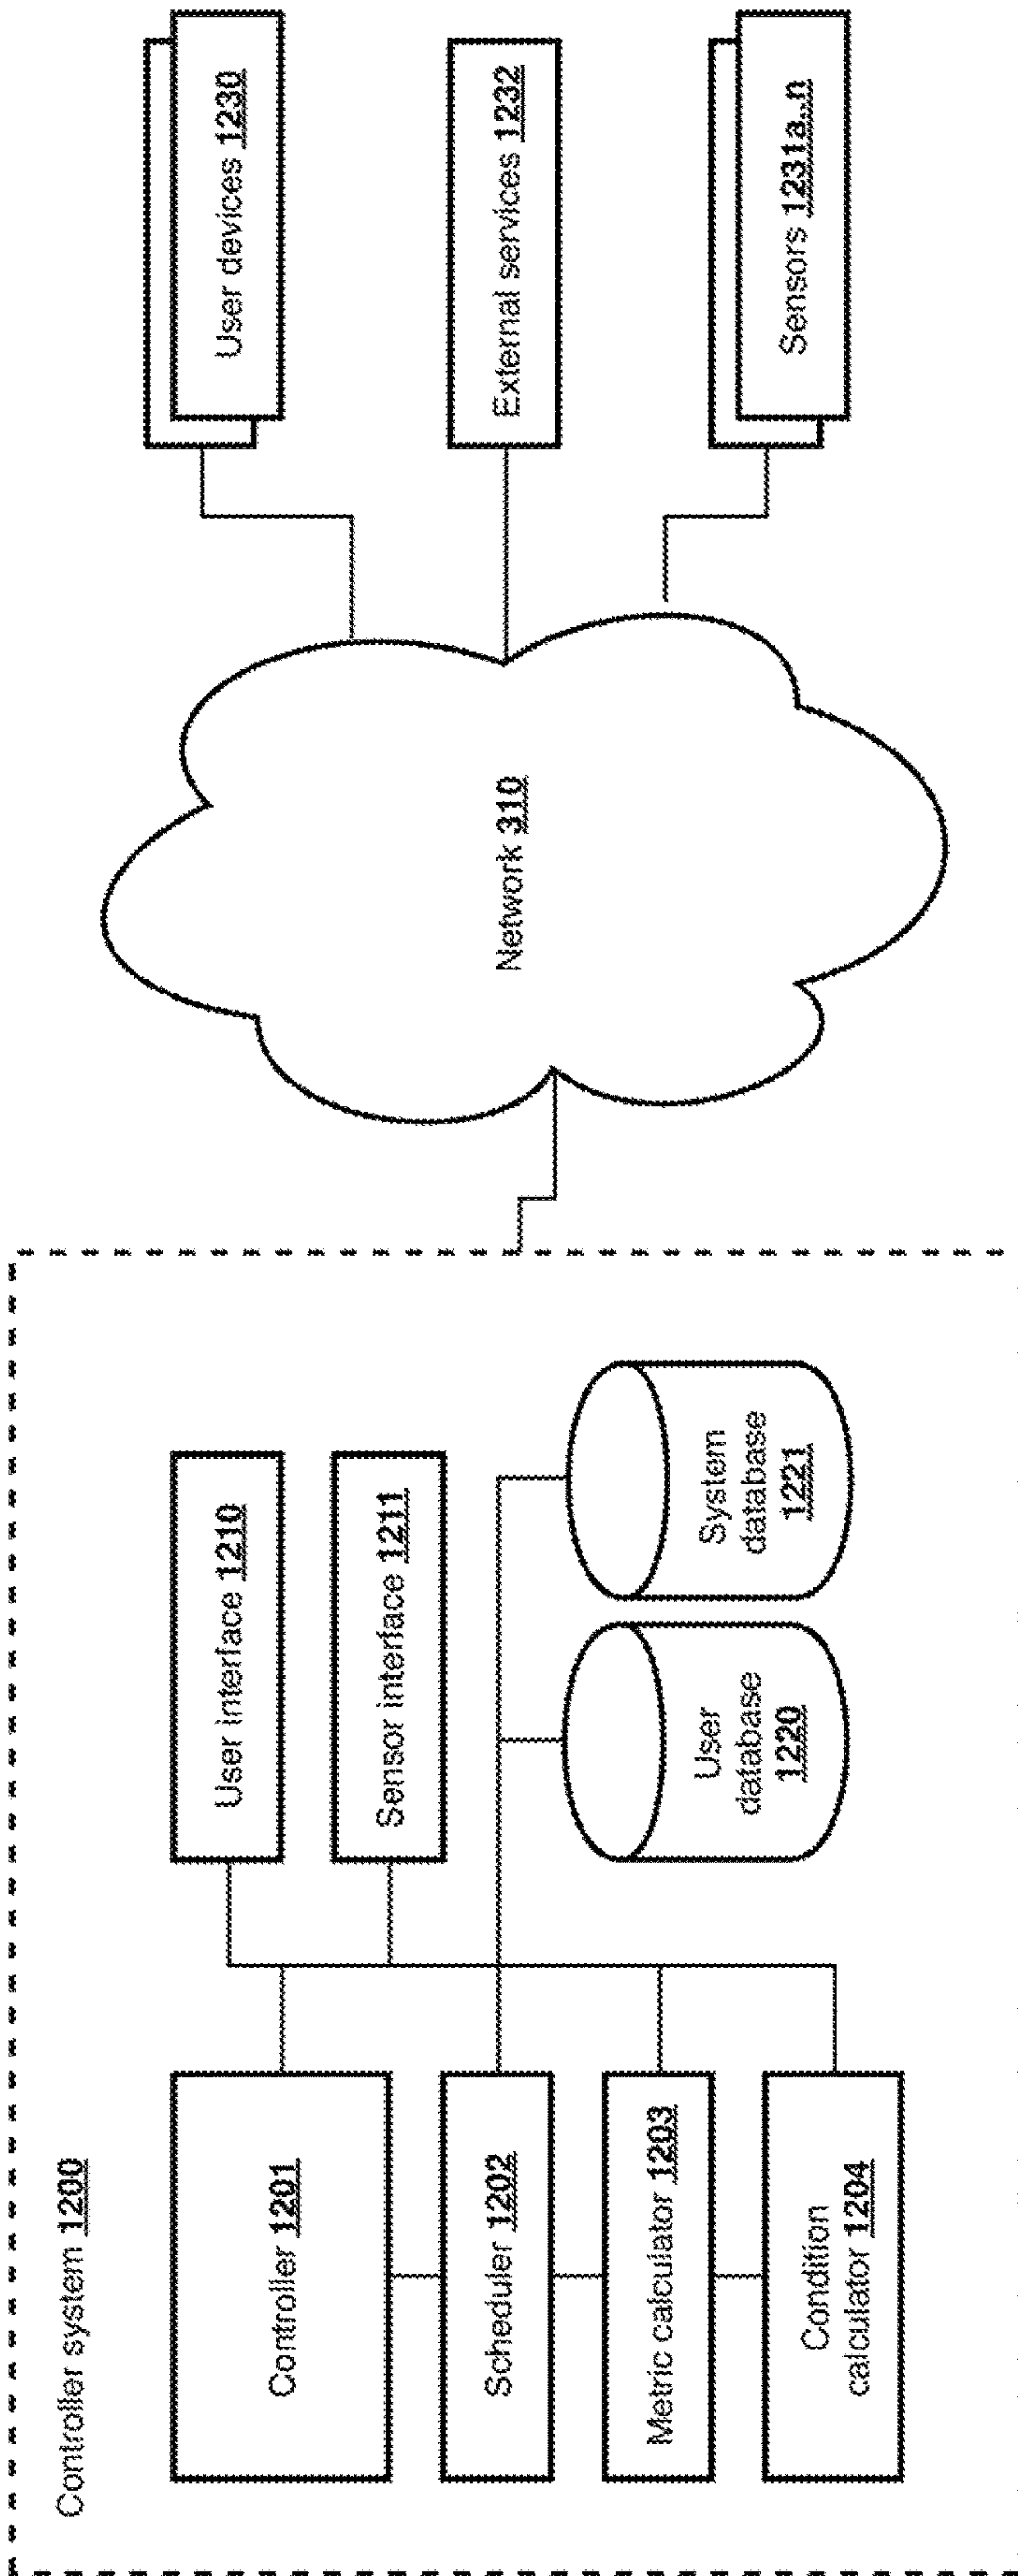 Controller system 1200
Controller 1201
Scheduler 1202
Metric calculator 1203
Condition
calculator 1204
User interface 1210
Sensor interface 1211
User
database
1220
System
database
1221
Network 310
User devices 1230
External services 1232
Sensors 1231a..n